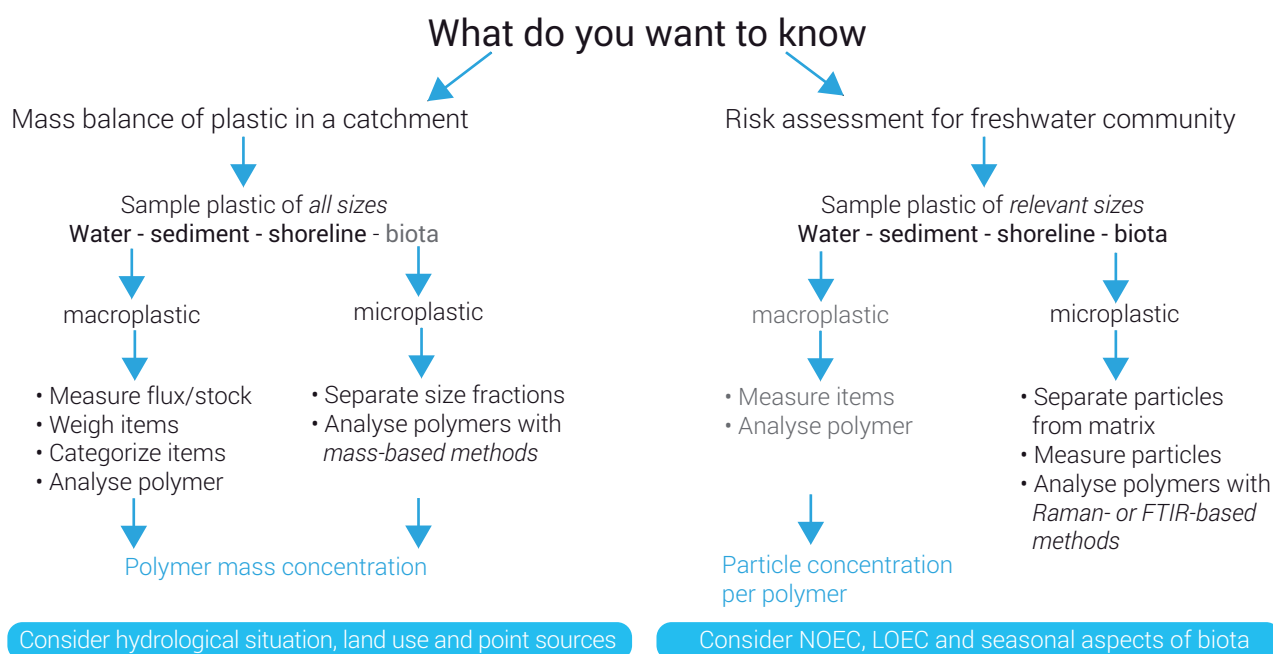 What do you want to know
Mass balance of plastic in a catchment
Sample plastic of all sizes
Water - sediment - shoreline - biota
macroplastic
• Measure flux/stock
• Weigh items
• Categorize items
• Analyse polymer
microplastic
• Separate size fractions
• Analyse polymers with
mass-based methods
Polymer mass concentration
Consider hydrological situation, land use and point sources
Risk assessment for freshwater community
Sample plastic of relevant sizes
Water - sediment - shoreline - biota
macroplastic
• Measure items
• Analyse polymer
microplastic
• Separate particles
from matrix
• Measure particles
• Analyse polymers with
Raman- or FTIR-based
methods
Particle concentration
per polymer
Consider NOEC, LOEC and seasonal aspects of biota